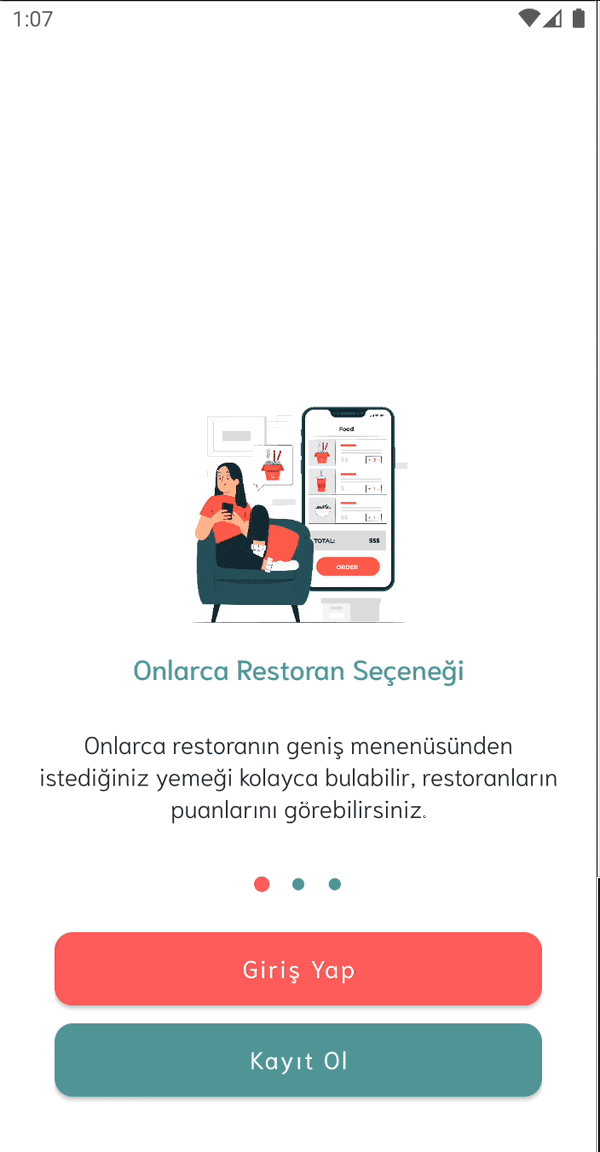 1:07
Food
TOTAL: $$$
ORDER
Onlarca Restoran Seçeneği
Onlarca restoranın geniş menenüsünden
istediğiniz yemeği kolayca bulabilir, restoranların
puanlarını görebilirsiniz.
Giriş Yap
Kayıt Ol